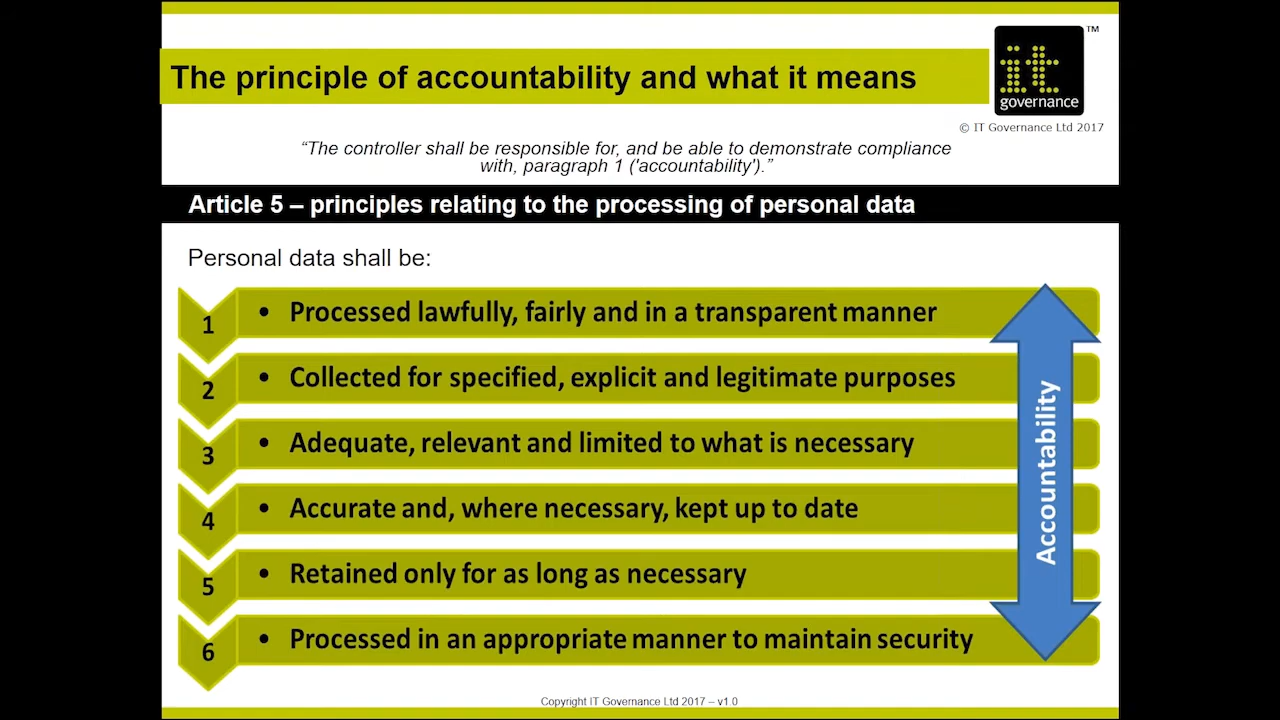 The principle of accountability and what it means
it
governance
™
© IT Governance Ltd 2017
“The controller shall be responsible for, and be able to demonstrate compliance
with, paragraph 1 ('accountability').”
Article 5 – principles relating to the processing of personal data
Personal data shall be:
1 • Processed lawfully, fairly and in a transparent manner
2 • Collected for specified, explicit and legitimate purposes
3 • Adequate, relevant and limited to what is necessary
4 • Accurate and, where necessary, kept up to date
5 • Retained only for as long as necessary
6 • Processed in an appropriate manner to maintain security
Accountability
Copyright IT Governance Ltd 2017 – v1.0